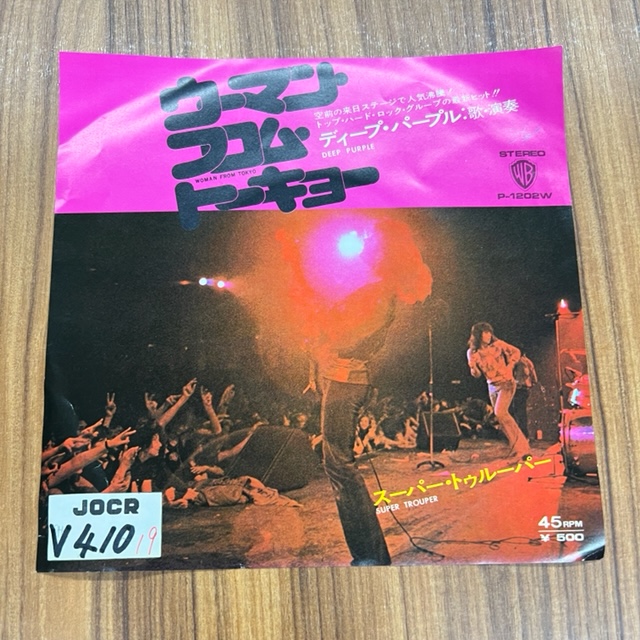 ウーマン
フロム
トーキョー
WOMAN FROM TOKYO
空前の来日ステージで人気沸騰!
トップ・ハード・ロック・グループの最新ヒット!!
ディープ・パープル:歌・演奏
DEEP PURPLE
STEREO
WB
P-1202W
スーパー・トゥルーパー
SUPER TROUPER
45RPM
¥ 500
JOCR
V410 19